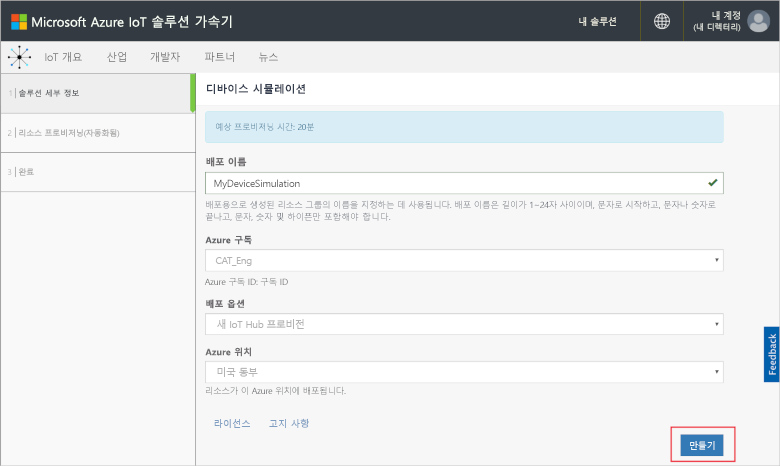 Microsoft Azure IoT 솔루션 가속기
내 솔루션
내 계정
(내 디렉터리)
IoT 개요 산업 개발자 파트너 뉴스
1 솔루션 세부 정보
2 리소스 프로비저닝(자동화됨)
3 완료
디바이스 시뮬레이션
예상 프로비저닝 시간: 20분
배포 이름
MyDeviceSimulation
배포용으로 생성된 리소스 그룹의 이름을 지정하는 데 사용됩니다. 배포 이름은 길이가 1~24자 사이이며, 문자로 시작하고, 문자나 숫자로
끝나고, 문자, 숫자 및 하이픈만 포함해야 합니다.
Azure 구독
CAT_Eng
Azure 구독 ID: 구독 ID
배포 옵션
새 IoT Hub 프로비전
Azure 위치
미국 동부
리소스가 이 Azure 위치에 배포됩니다.
라이선스 고지 사항
만들기
Feedback